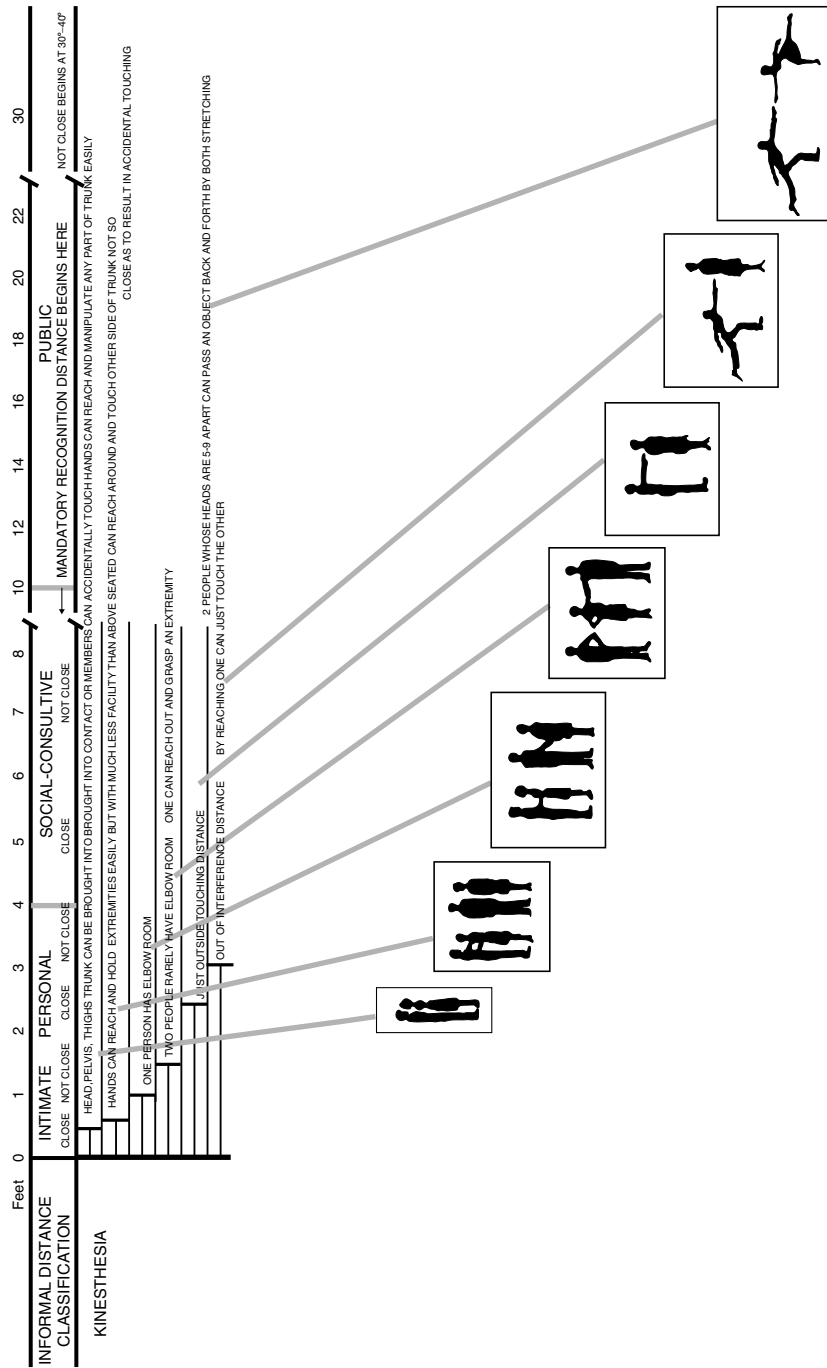 Feet 0 1 2 3 4 5 6 7 8 10 12 14 16 18 20 22 30
INFORMAL DISTANCE
CLASSIFICATION
INTIMATE PERSONAL SOCIAL-CONSULTIVE PUBLIC
CLOSE NOT CLOSE CLOSE NOT CLOSE CLOSE NOT CLOSE MANDATORY RECOGNITION DISTANCE BEGINS HERE NOT CLOSE BEGINS AT 30°–40°
KINESTHESIA
HEAD,PELVIS, THIGHS TRUNK CAN BE BROUGHT INTO BROUGHT INTO CONTACT OR MEMBERS CAN ACCIDENTALLY TOUCH HANDS CAN REACH AND MANIPULATE ANY PART OF TRUNK EASILY
HANDS CAN REACH AND HOLD EXTREMITIES EASILY BUT WITH MUCH LESS FACILITY THAN ABOVE SEATED CAN REACH AROUND AND TOUCH OTHER SIDE OF TRUNK NOT SO
CLOSE AS TO RESULT IN ACCIDENTAL TOUCHING
ONE PERSON HAS ELBOW ROOM
TWO PEOPLE RARELY HAVE ELBOW ROOM ONE CAN REACH OUT AND GRASP AN EXTREMITY
JUST OUTSIDE TOUCHING DISTANCE 2 PEOPLE WHOSE HEADS ARE 5-9 APART CAN PASS AN OBJECT BACK AND FORTH BY BOTH STRETCHING
OUT OF INTERFERENCE DISTANCE BY REACHING ONE CAN JUST TOUCH THE OTHER